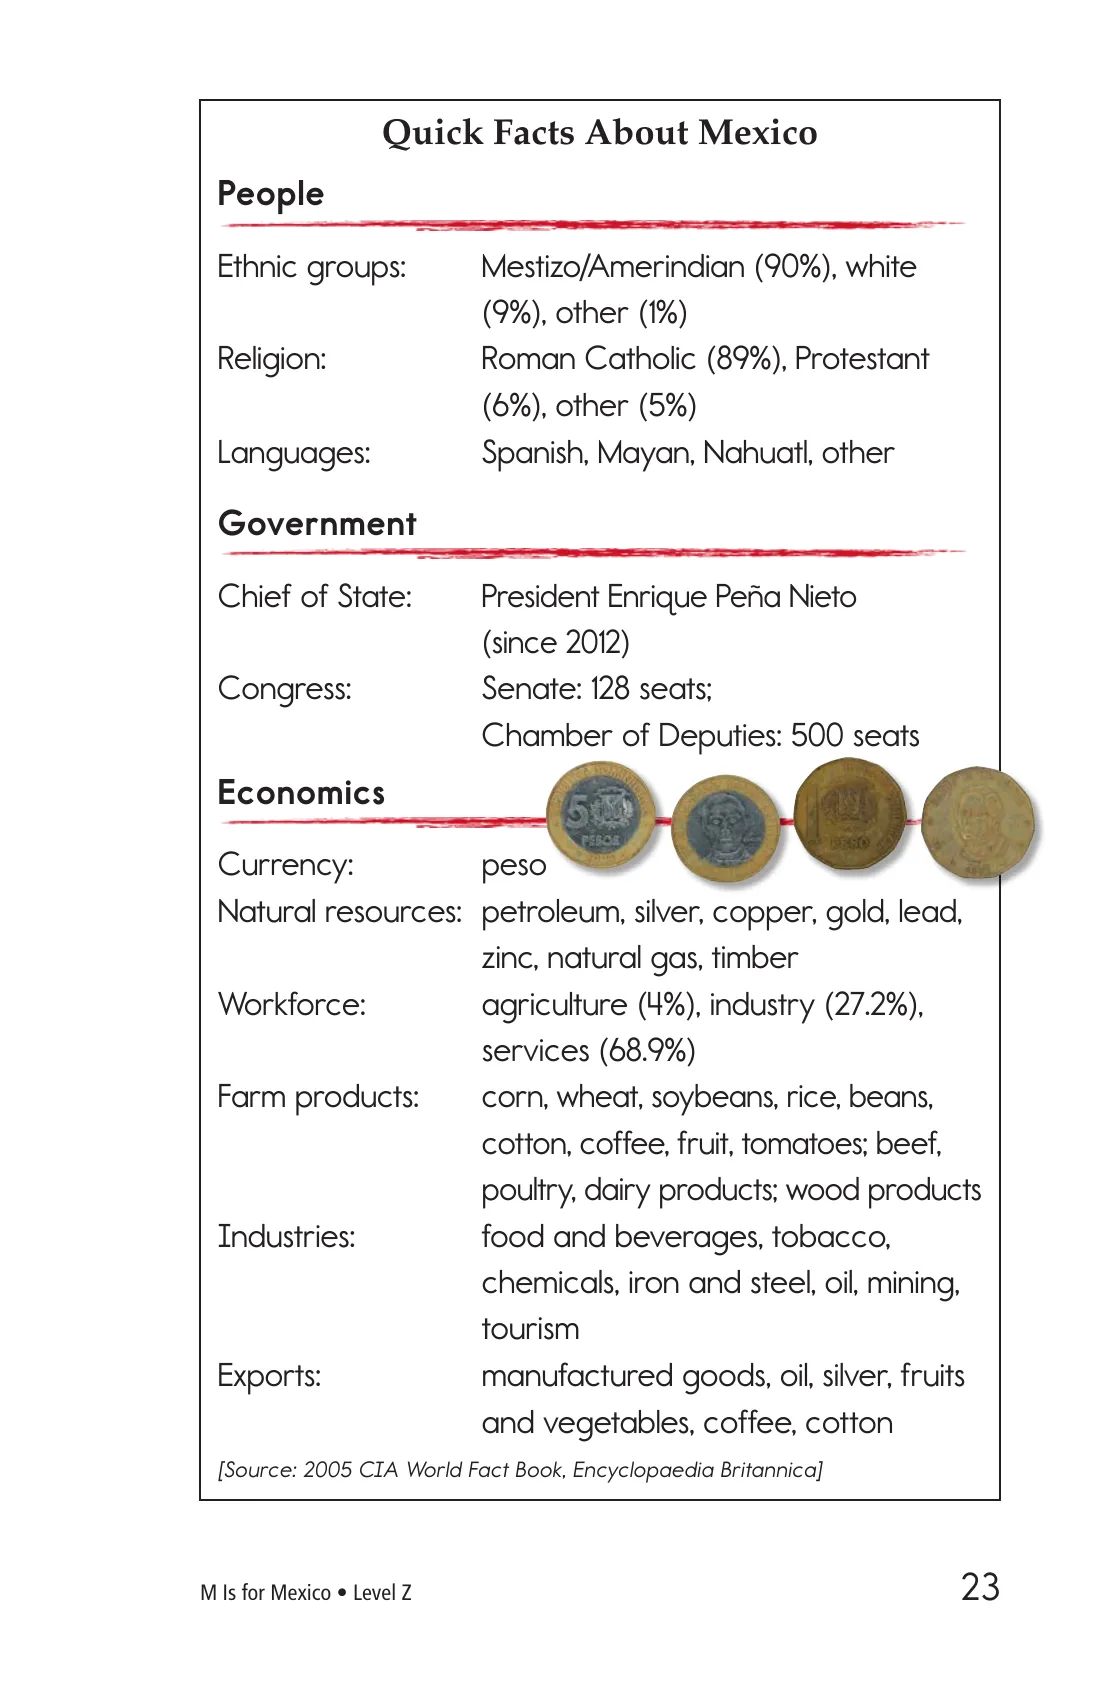 Quick Facts About Mexico
People
Ethnic groups: Mestizo/Amerindian (90%), white
(9%), other (1%)
Religion: Roman Catholic (89%), Protestant
(6%), other (5%)
Languages: Spanish, Mayan, Nahuatl, other
Government
Chief of State: President Enrique Peña Nieto
(since 2012)
Congress: Senate: 128 seats;
Chamber of Deputies: 500 seats
Economics
5
PESOS
1
PESO
Currency: peso
Natural resources: petroleum, silver, copper, gold, lead,
zinc, natural gas, timber
Workforce: agriculture (4%), industry (27.2%),
services (68.9%)
Farm products: corn, wheat, soybeans, rice, beans,
cotton, coffee, fruit, tomatoes; beef,
poultry, dairy products; wood products
Industries: food and beverages, tobacco,
chemicals, iron and steel, oil, mining,
tourism
Exports: manufactured goods, oil, silver, fruits
and vegetables, coffee, cotton
[Source: 2005 CIA World Fact Book, Encyclopaedia Britannica]
M Is for Mexico • Level Z 23